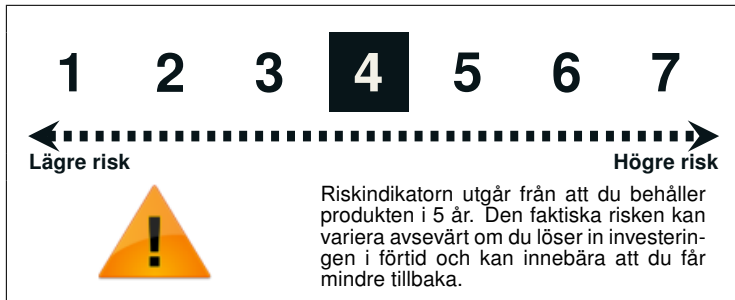 1 2 3 4 5 6 7
Lägre risk Högre risk
Riskindikatorn utgår från att du behåller
produkten i 5 år. Den faktiska risken kan
variera avsevärt om du löser in investerin-
gen i förtid och kan innebära att du får
mindre tillbaka.